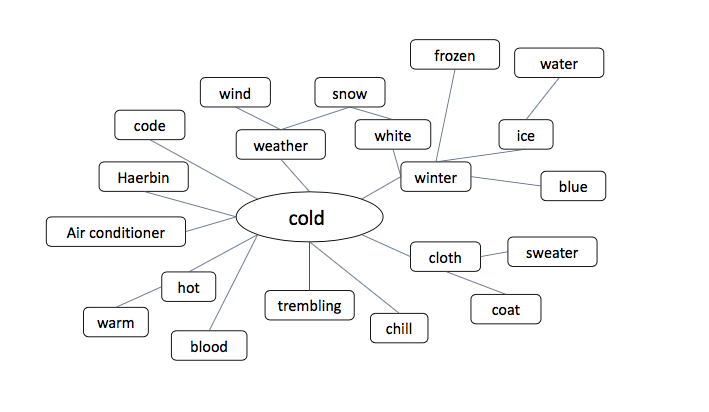 frozen
water
wind
snow
code
white
ice
weather
Haerbin
winter
blue
cold
Air conditioner
cloth
sweater
hot
trembling
coat
warm
chill
blood